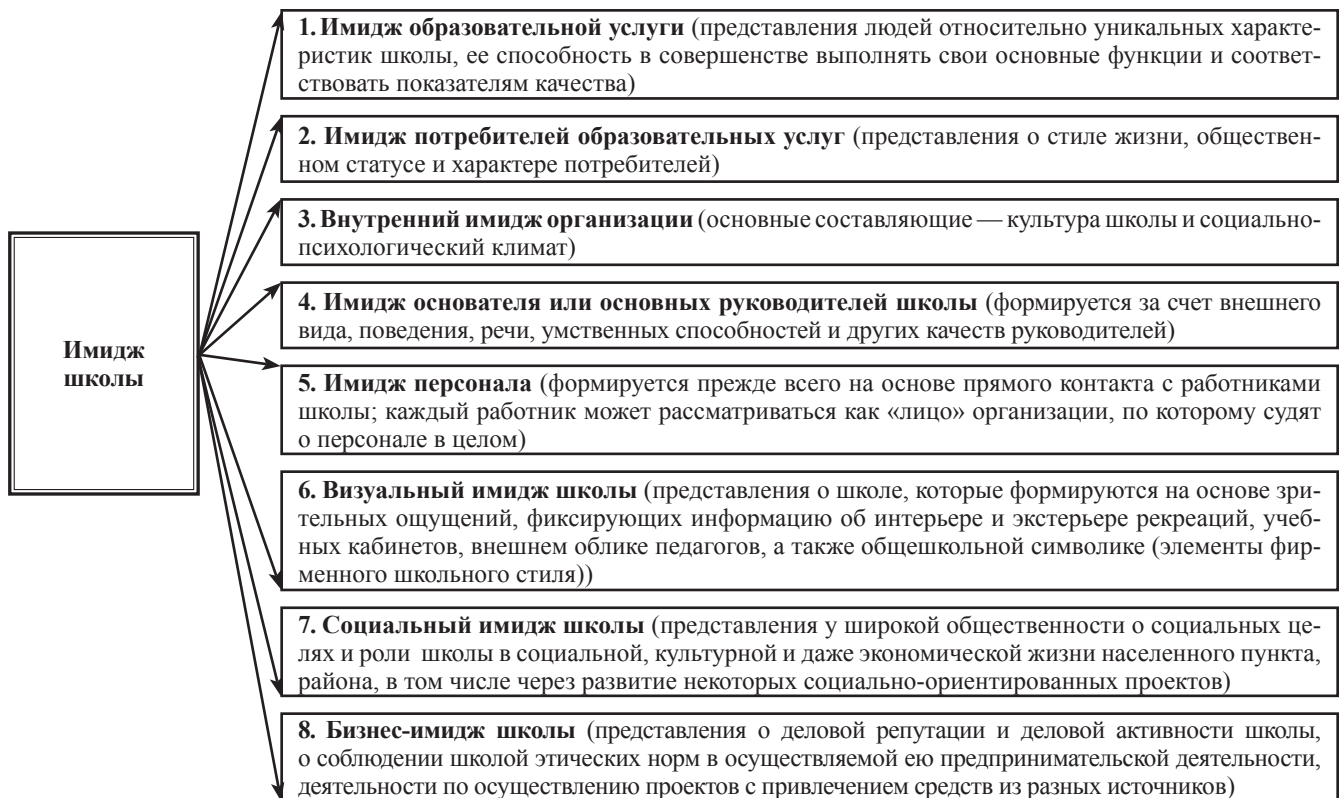 1. Имидж образовательной услуги (представления людей относительно уникальных характе-
ристик школы, ее способность в совершенстве выполнять свои основные функции и соответ-
ствовать показателям качества)
2. Имидж потребителей образовательных услуг (представления о стиле жизни, обществен-
ном статусе и характере потребителей)
3. Внутренний имидж организации (основные составляющие — культура школы и социально-
психологический климат)
4. Имидж основателя или основных руководителей школы (формируется за счет внешнего
вида, поведения, речи, умственных способностей и других качеств руководителей)
Имидж
школы
5. Имидж персонала (формируется прежде всего на основе прямого контакта с работниками
школы; каждый работник может рассматриваться как «лицо» организации, по которому судят
о персонале в целом)
6. Визуальный имидж школы (представления о школе, которые формируются на основе зри-
тельных ощущений, фиксирующих информацию об интерьере и экстерьере рекреаций, учеб-
ных кабинетов, внешнем облике педагогов, а также общешкольной символике (элементы фир-
менного школьного стиля))
7. Социальный имидж школы (представления у широкой общественности о социальных це-
лях и роли школы в социальной, культурной и даже экономической жизни населенного пункта,
района, в том числе через развитие некоторых социально-ориентированных проектов)
8. Бизнес-имидж школы (представления о деловой репутации и деловой активности школы,
о соблюдении школой этических норм в осуществляемой ею предпринимательской деятельности,
деятельности по осуществлению проектов с привлечением средств из разных источников)